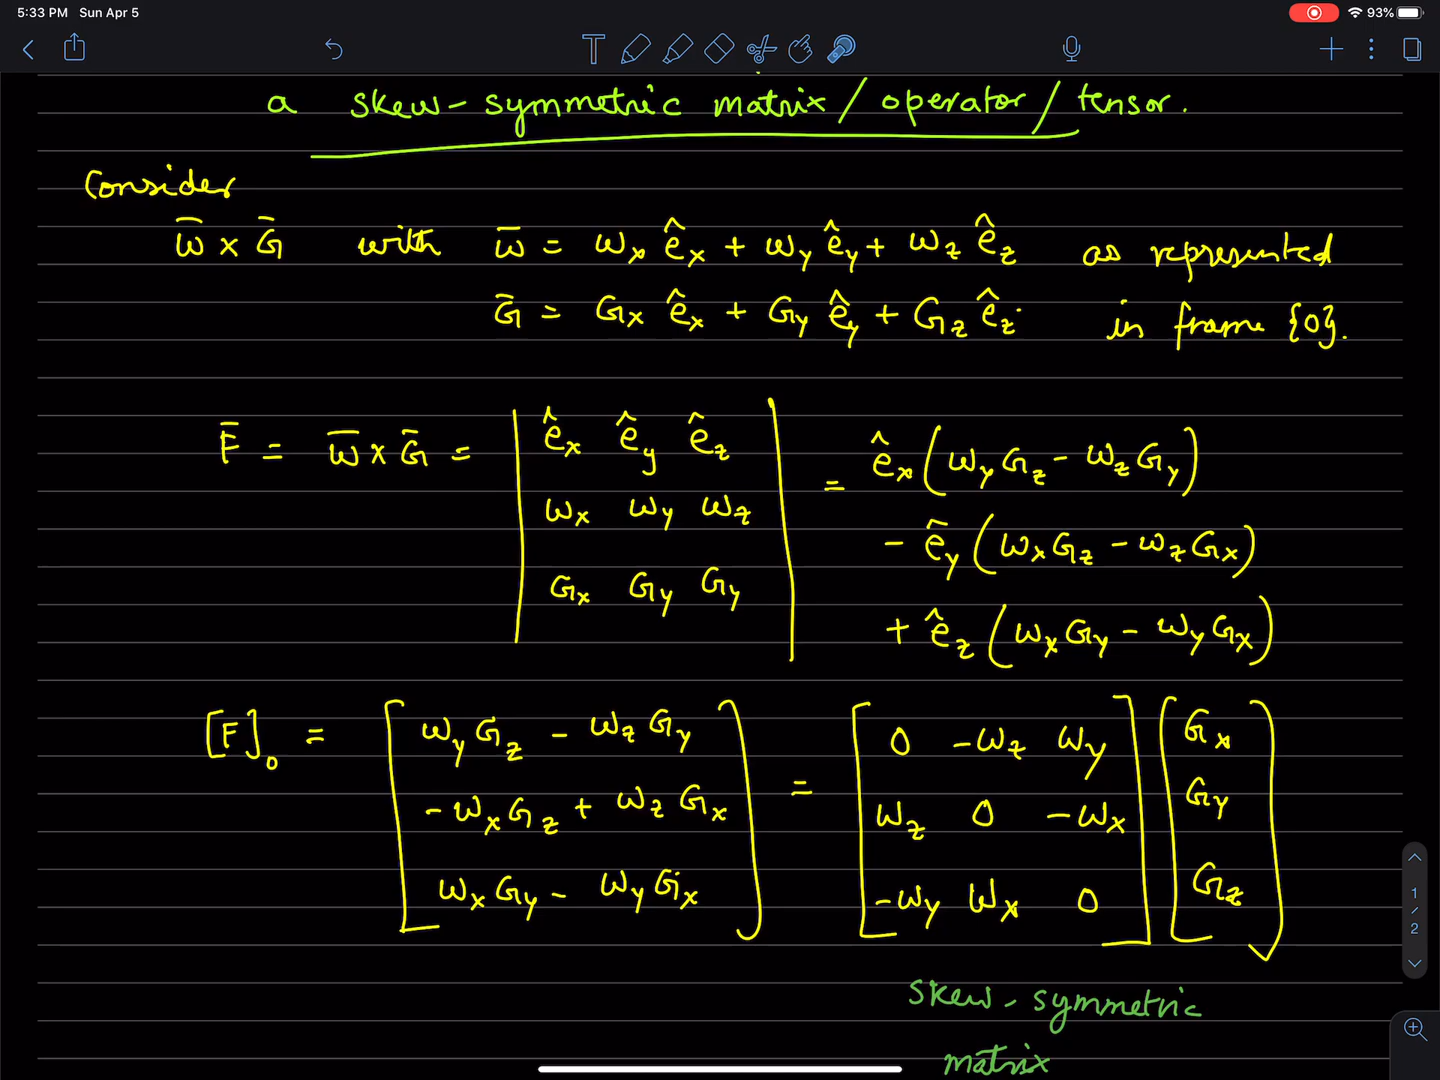 5:33 PM Sun Apr 5 93%
a skew-symmetric matrix / operator / tensor.
Consider
ω̄ × Ḡ with ω̄ = ωx êx + ωy êy + ωz êz as represented
Ḡ = Gx êx + Gy êy + Gz êz in frame {0}.
F̄ = ω̄ × Ḡ = | êx êy êz | = êx (ωy Gz - ωz Gy)
| ωx ωy ωz | - ēy (ωx Gz - ωz Gx)
| Gx Gy Gy | + êz (ωx Gy - ωy Gx)
[F]₀ = [ ωy Gz - ωz Gy ] = [ 0 -ωz ωy ] [ Gx ]
[ -ωx Gz + ωz Gx ] [ ωz 0 -ωx ] [ Gy ]
[ ωx Gy - ωy Gx ] [ -ωy ωx 0 ] [ Gz ]
skew-symmetric
matrix
1
/
2